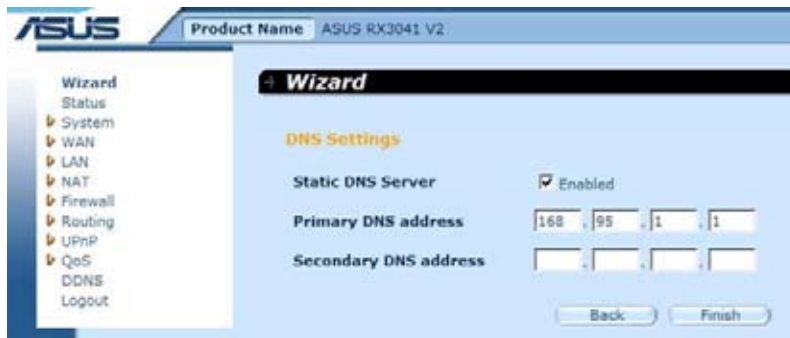 ASUS Product Name ASUS RX3041 V2
Wizard
Status
System
WAN
LAN
NAT
Firewall
Routing
UPnP
QoS
DDNS
Logout
Wizard
DNS Settings
Static DNS Server Enabled
Primary DNS address 168 . 95 . 1 . 1
Secondary DNS address . . .
Back Finish